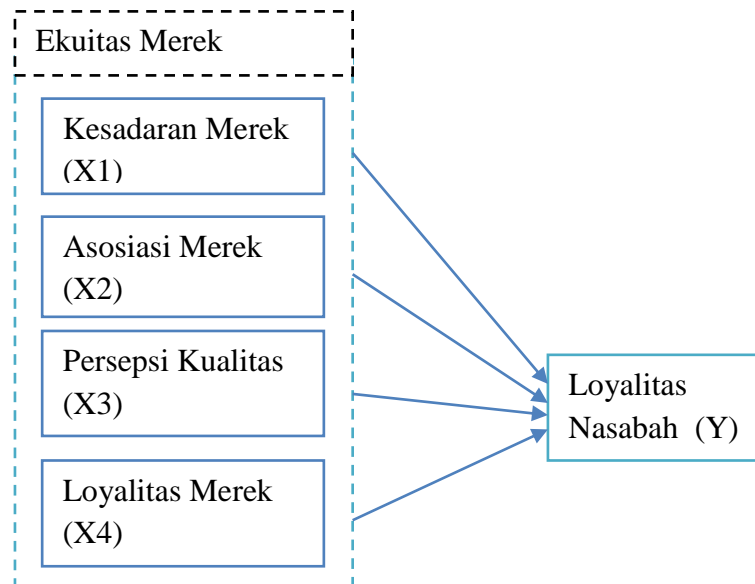 Ekuitas Merek
Kesadaran Merek
(X1)
Asosiasi Merek
(X2)
Persepsi Kualitas
(X3)
Loyalitas Merek
(X4)
Loyalitas
Nasabah (Y)